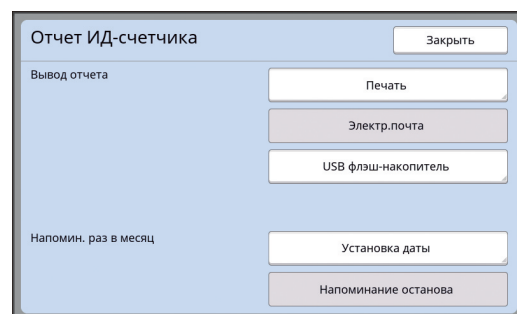 Отчет ИД-счетчика
Закрыть
Вывод отчета
Печать
Электр.почта
USB флэш-накопитель
Напомин. раз в месяц
Установка даты
Напоминание останова